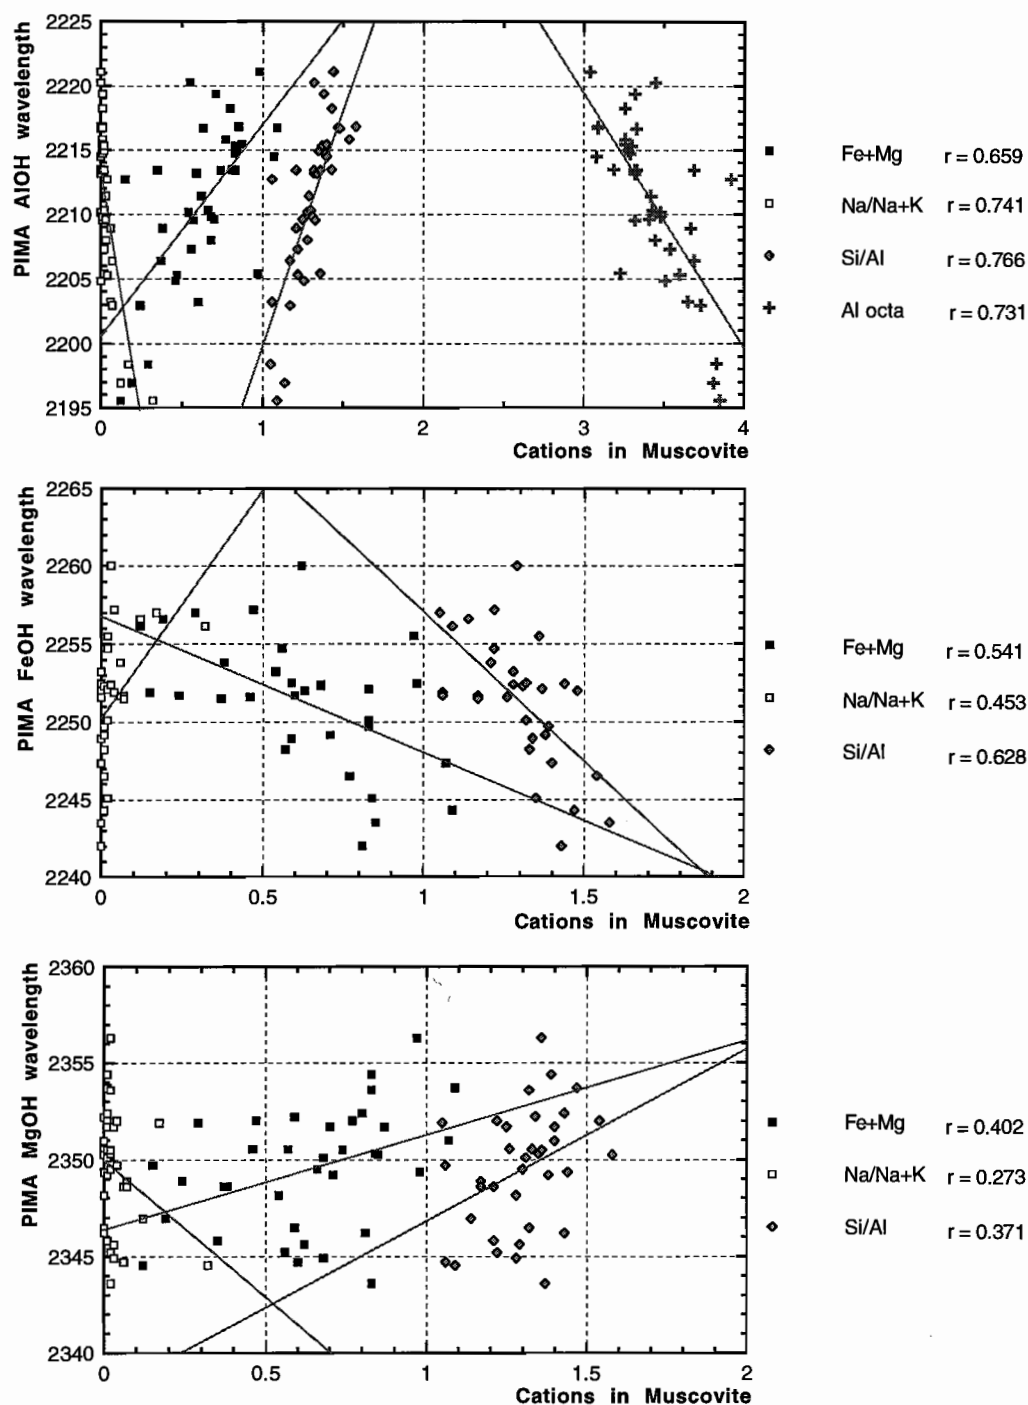 PIMA AlOH wavelength
2225
2220
2215
2210
2205
2200
2195
0 1 2 3 4
Cations in Muscovite
Fe+Mg r = 0.659
Na/Na+K r = 0.741
Si/Al r = 0.766
Al octa r = 0.731
PIMA FeOH wavelength
2265
2260
2255
2250
2245
2240
0 0.5 1 1.5 2
Cations in Muscovite
Fe+Mg r = 0.541
Na/Na+K r = 0.453
Si/Al r = 0.628
PIMA MgOH wavelength
2360
2355
2350
2345
2340
0 0.5 1 1.5 2
Cations in Muscovite
Fe+Mg r = 0.402
Na/Na+K r = 0.273
Si/Al r = 0.371